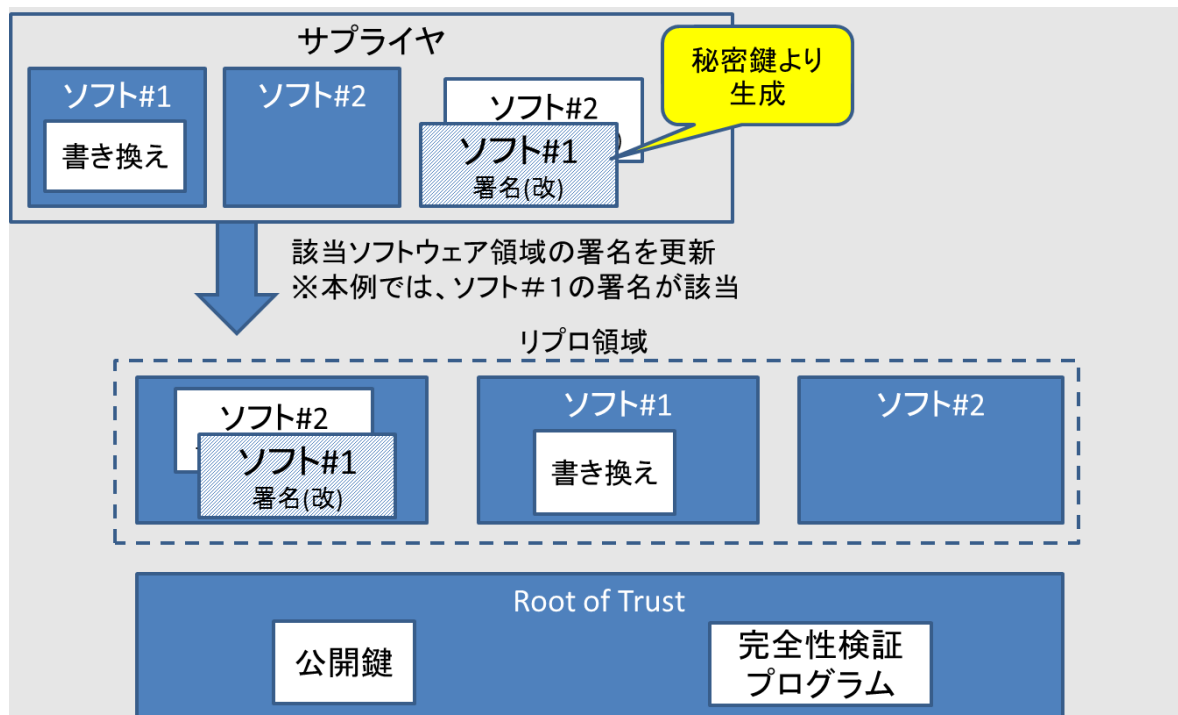 サプライヤ
ソフト#1
書き換え
ソフト#2
ソフト#2
ソフト#1
署名(改)
秘密鍵より
生成
該当ソフトウェア領域の署名を更新
※本例では、ソフト＃１の署名が該当
リプロ領域
ソフト#2
ソフト#1
署名(改)
ソフト#1
書き換え
ソフト#2
Root of Trust
公開鍵
完全性検証
プログラム